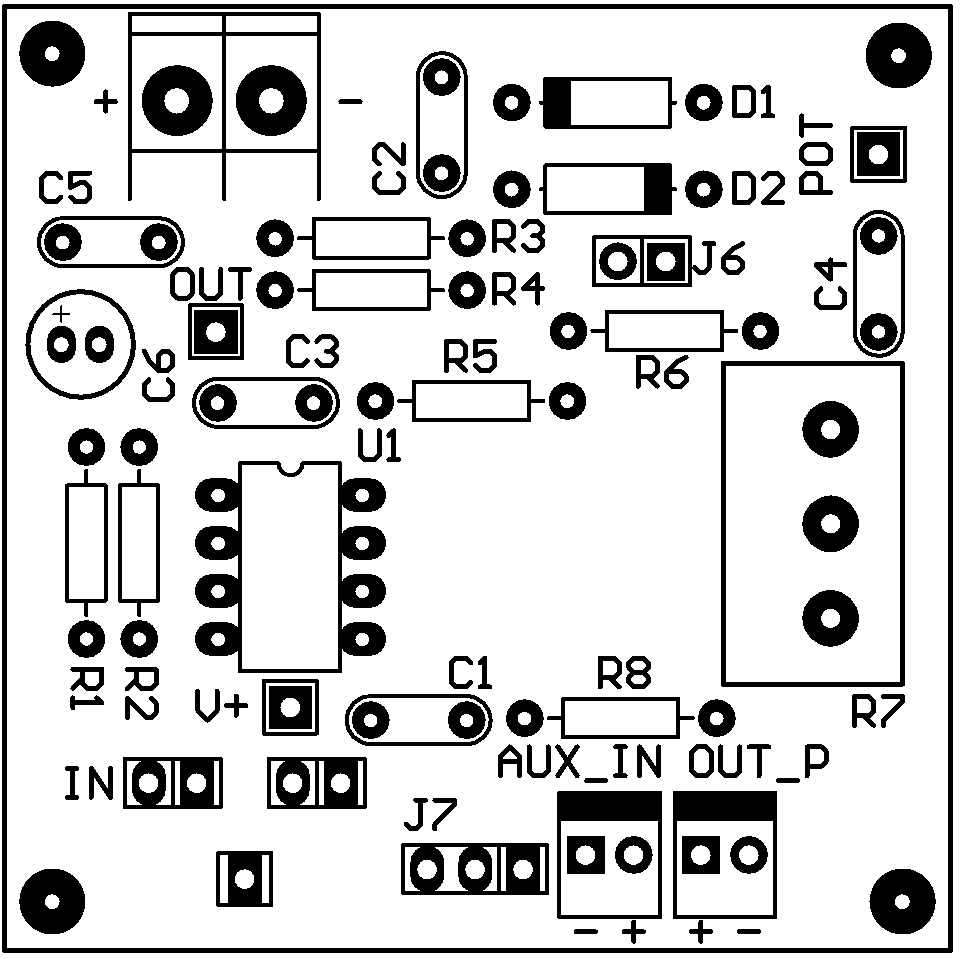 + -
C2
D1
POT
C5
D2
R3
J6
OUT
R4
C4
+
C3
R5
R6
C6
U1
R1
R2
V+
C1
R8
R7
AUX_IN OUT_P
IN
J7
- + + -